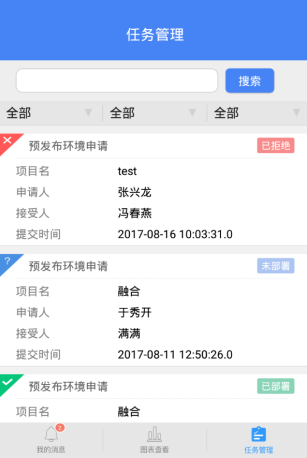 任务管理
搜索
全部 全部 全部
预发布环境申请 已拒绝
项目名 test
申请人 张兴龙
接受人 冯春燕
提交时间 2017-08-16 10:03:31.0
? 预发布环境申请 未部署
项目名 融合
申请人 于秀开
接受人 满满
提交时间 2017-08-11 12:50:26.0
预发布环境申请 已部署
项目名 融合
2
我的消息 图表查看 任务管理